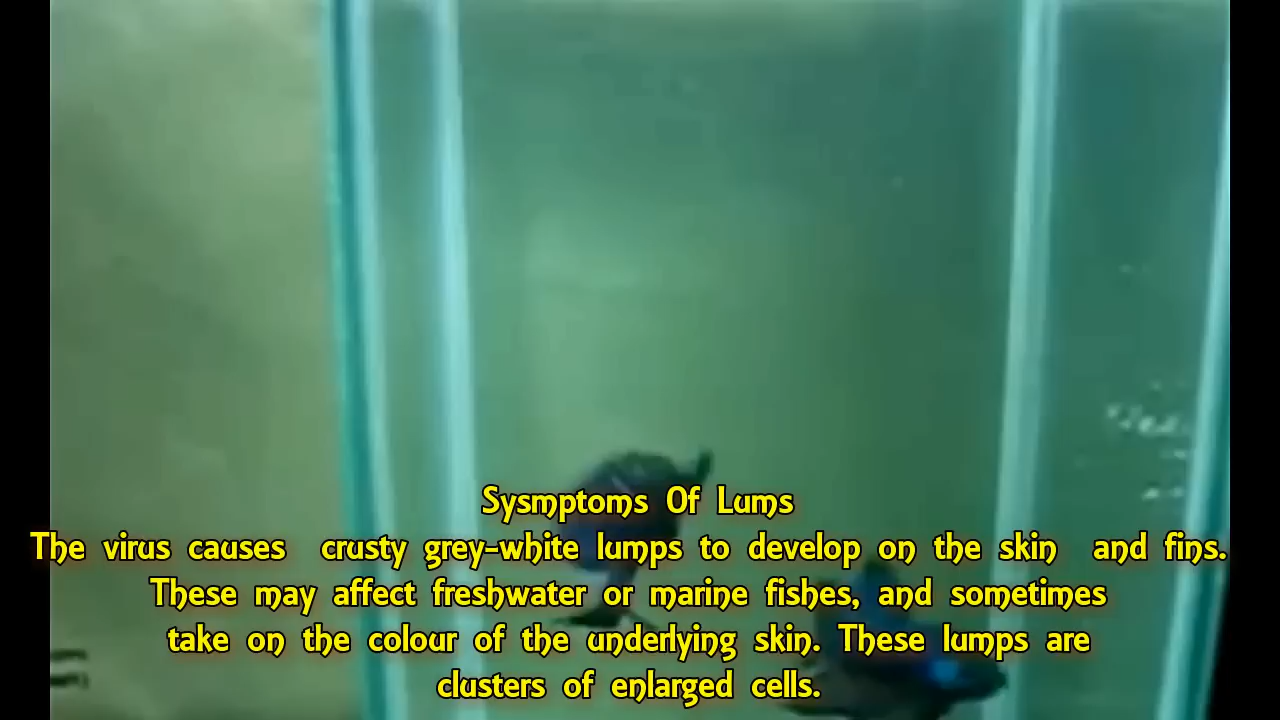 Sysmptoms Of Lums
The virus causes crusty grey-white lumps to develop on the skin and fins.
These may affect freshwater or marine fishes, and sometimes
take on the colour of the underlying skin. These lumps are
clusters of enlarged cells.